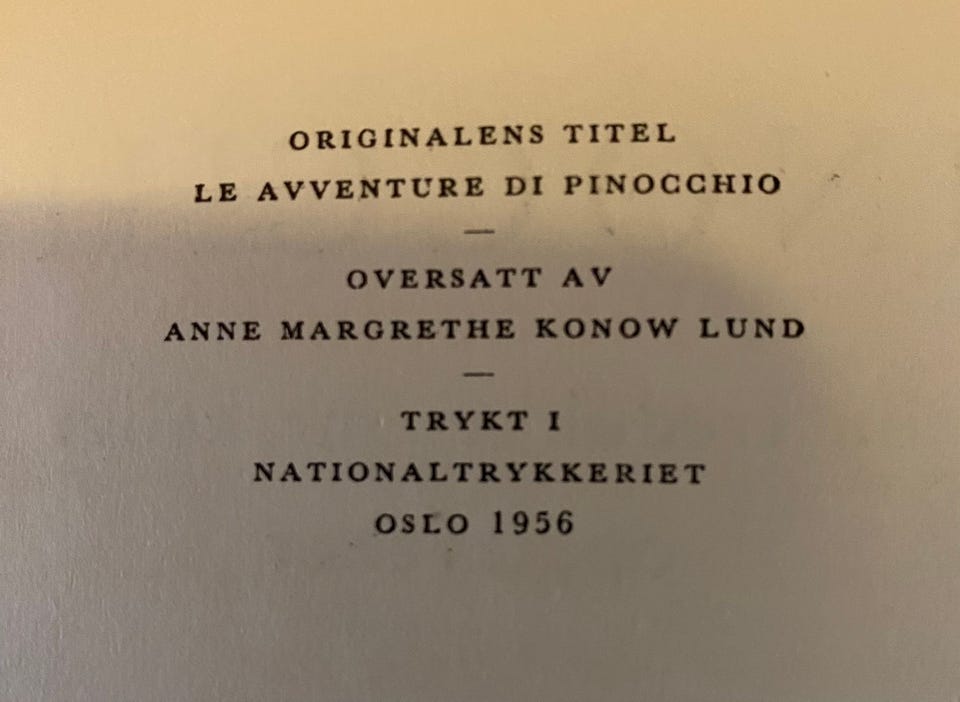 ORIGINALENS TITEL
LE AVVENTURE DI PINOCCHIO
—
OVERSATT AV
ANNE MARGRETHE KONOW LUND
—
TRYKT I
NATIONALTRYKKERIET
OSLO 1956